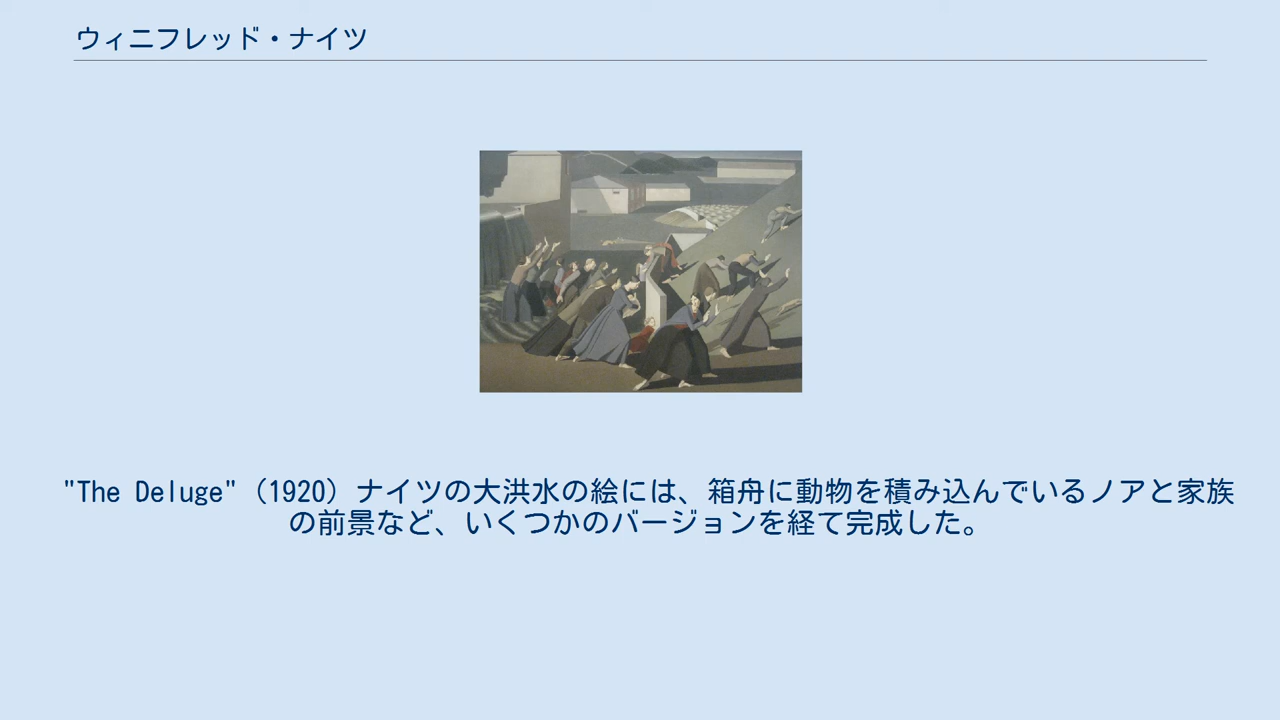 ウィニフレッド・ナイツ
"The Deluge"（1920）ナイツの大洪水の絵には、箱舟に動物を積み込んでいるノアと家族
の前景など、いくつかのバージョンを経て完成した。